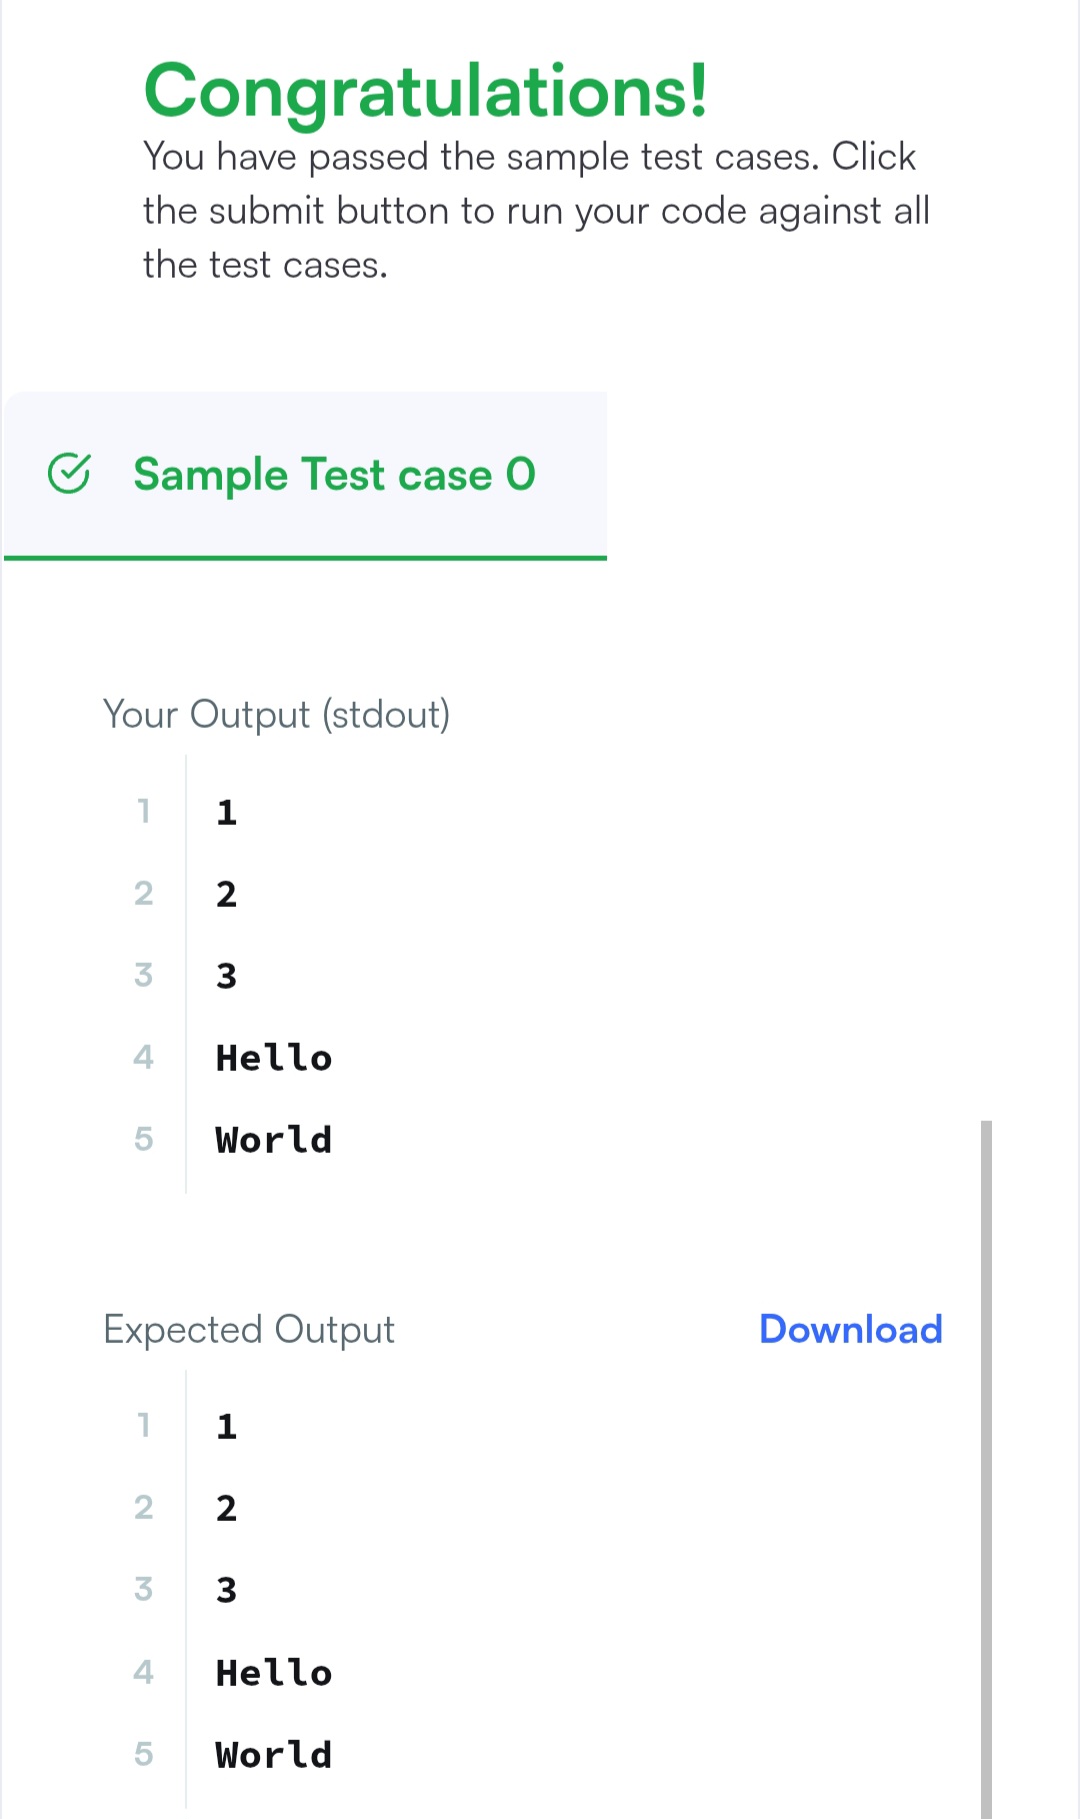 Congratulations!
You have passed the sample test cases. Click
the submit button to run your code against all
the test cases.
Sample Test case 0
Your Output (stdout)
1 1
2 2
3 3
4 Hello
5 World
Expected Output Download
1 1
2 2
3 3
4 Hello
5 World